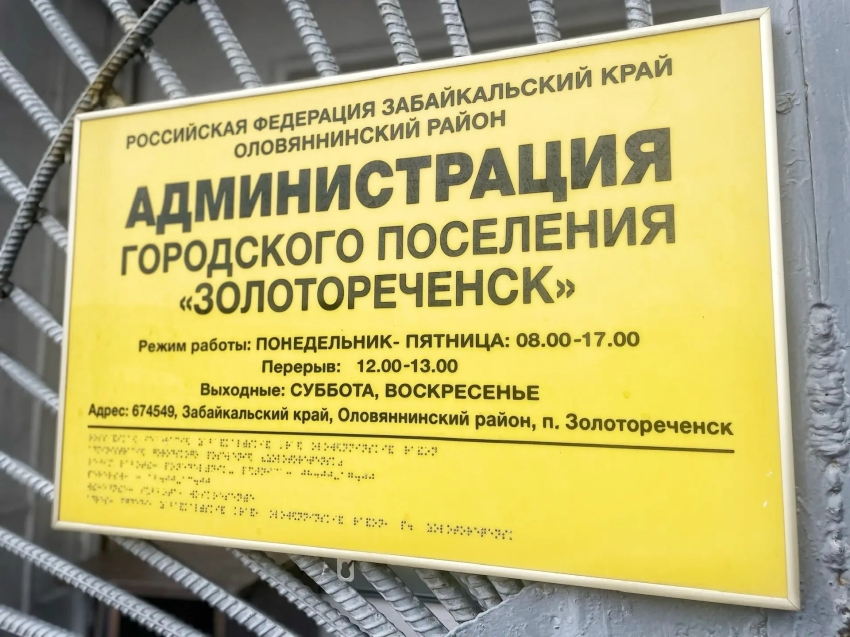 РОССИЙСКАЯ ФЕДЕРАЦИЯ ЗАБАЙКАЛЬСКИЙ КРАЙ
ОЛОВЯННИНСКИЙ РАЙОН
АДМИНИСТРАЦИЯ
ГОРОДСКОГО ПОСЕЛЕНИЯ
«ЗОЛОТОРЕЧЕНСК»
Режим работы: ПОНЕДЕЛЬНИК- ПЯТНИЦА: 08.00-17.00
Перерыв: 12.00-13.00
Выходные: СУББОТА, ВОСКРЕСЕНЬЕ
Адрес: 674549, Забайкальский край, Оловяннинский район, п. Золотореченск